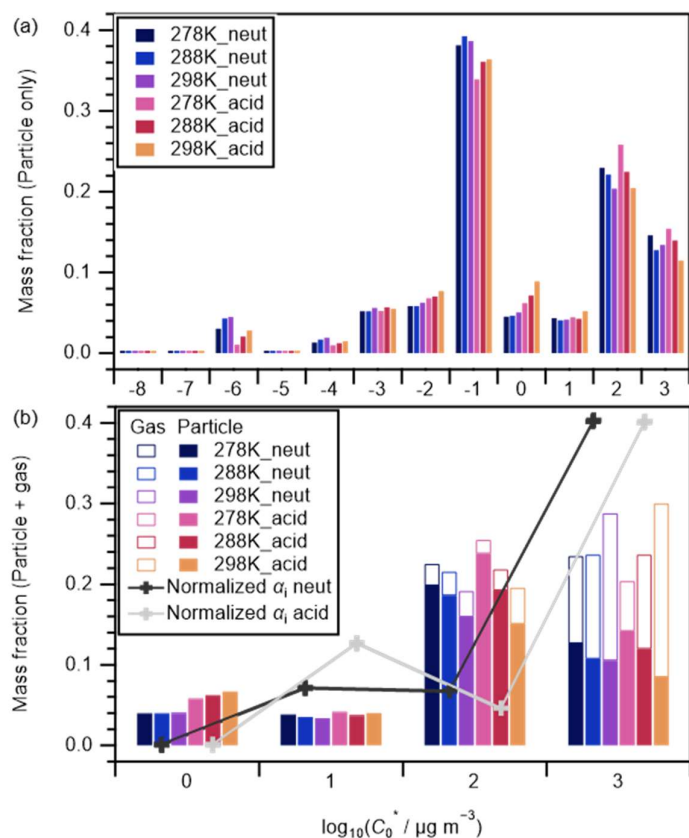 (a)
Mass fraction (Particle only)
0.4
0.3
0.2
0.1
0.0
278K_neut
288K_neut
298K_neut
278K_acid
288K_acid
298K_acid
-8 -7 -6 -5 -4 -3 -2 -1 0 1 2 3
(b)
Mass fraction (Particle + gas)
0.4
0.3
0.2
0.1
0.0
Gas Particle
278K_neut
288K_neut
298K_neut
278K_acid
288K_acid
298K_acid
Normalized αi neut
Normalized αi acid
0 1 2 3
log10(C0* / µg m−3)